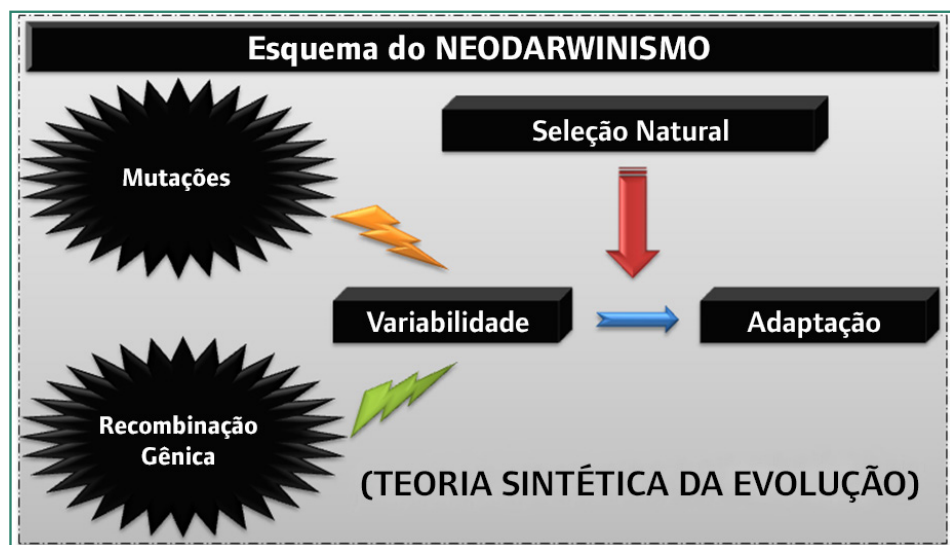 Esquema do NEODARWINISMO
Mutações
Seleção Natural
Variabilidade
Adaptação
Recombinação
Gênica
(TEORIA SINTÉTICA DA EVOLUÇÃO)